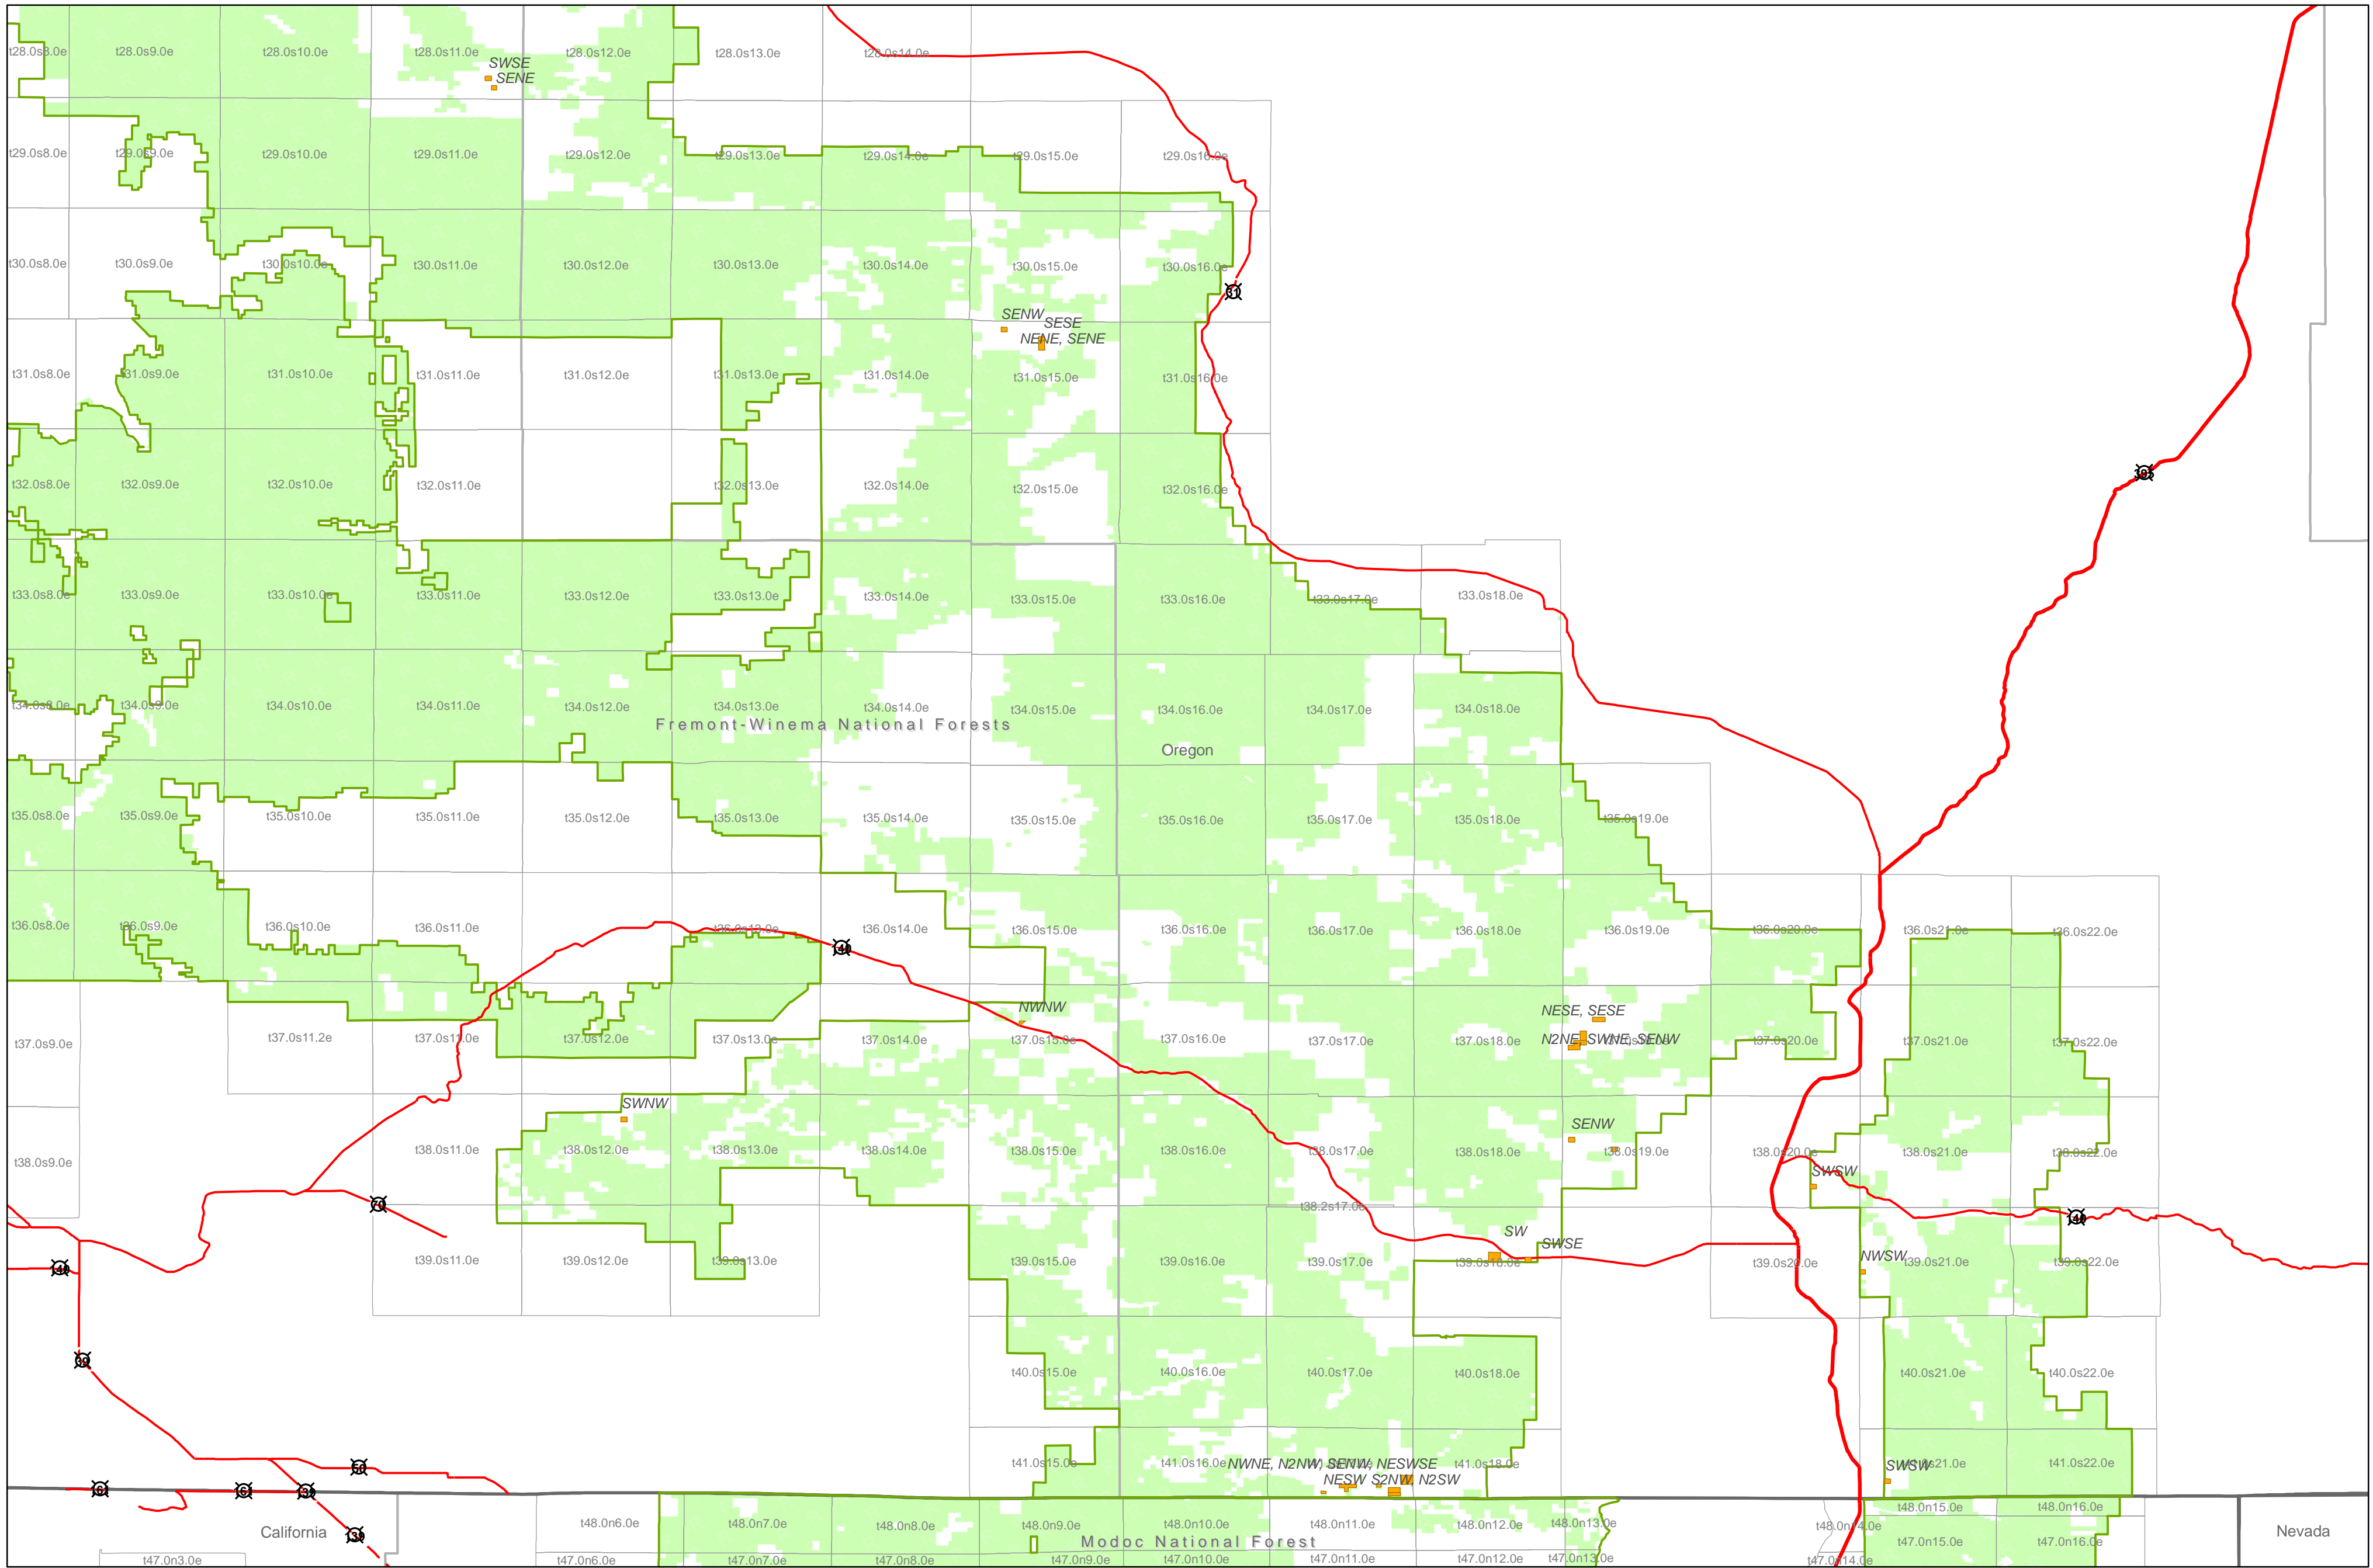 t28.0s8.0e t28.0s9.0e t28.0s10.0e t28.0s11.0e t28.0s12.0e t28.0s13.0e t28.0s14.0e
SWSE
SENE
t29.0s8.0e t29.0s9.0e t29.0s10.0e t29.0s11.0e t29.0s12.0e t29.0s13.0e t29.0s14.0e t29.0s15.0e t29.0s16.0e
t30.0s8.0e t30.0s9.0e t30.0s10.0e t30.0s11.0e t30.0s12.0e t30.0s13.0e t30.0s14.0e t30.0s15.0e t30.0s16.0e
31
SENW
SESE
NENE, SENE
t31.0s8.0e t31.0s9.0e t31.0s10.0e t31.0s11.0e t31.0s12.0e t31.0s13.0e t31.0s14.0e t31.0s15.0e t31.0s16.0e
395
t32.0s8.0e t32.0s9.0e t32.0s10.0e t32.0s11.0e t32.0s13.0e t32.0s14.0e t32.0s15.0e t32.0s16.0e
t33.0s8.0e t33.0s9.0e t33.0s10.0e t33.0s11.0e t33.0s12.0e t33.0s13.0e t33.0s14.0e t33.0s15.0e t33.0s16.0e t33.0s17.0e t33.0s18.0e
t34.0s8.0e t34.0s9.0e t34.0s10.0e t34.0s11.0e t34.0s12.0e t34.0s13.0e t34.0s14.0e t34.0s15.0e t34.0s16.0e t34.0s17.0e t34.0s18.0e
Fremont-Winema National Forests
Oregon
t35.0s8.0e t35.0s9.0e t35.0s10.0e t35.0s11.0e t35.0s12.0e t35.0s13.0e t35.0s14.0e t35.0s15.0e t35.0s16.0e t35.0s17.0e t35.0s18.0e t35.0s19.0e
t36.0s8.0e t36.0s9.0e t36.0s10.0e t36.0s11.0e t36.0s13.0e t36.0s14.0e t36.0s15.0e t36.0s16.0e t36.0s17.0e t36.0s18.0e t36.0s19.0e t36.0s20.0e t36.0s21.0e t36.0s22.0e
140
NWNW
NESE, SESE
t37.0s9.0e t37.0s11.2e t37.0s11.0e t37.0s12.0e t37.0s13.0e t37.0s14.0e t37.0s15.0e t37.0s16.0e t37.0s17.0e t37.0s18.0e N2NE, SWNE, SENW t37.0s20.0e t37.0s21.0e t37.0s22.0e
SWNW
SENW
t38.0s9.0e t38.0s11.0e t38.0s12.0e t38.0s13.0e t38.0s14.0e t38.0s15.0e t38.0s16.0e t38.0s17.0e t38.0s18.0e t38.0s19.0e t38.0s20.0e t38.0s21.0e t38.0s22.0e
SWSW
70
t38.2s17.0e
140
SW
SWSE
NWSW
t39.0s11.0e t39.0s12.0e t39.0s13.0e t39.0s15.0e t39.0s16.0e t39.0s17.0e t39.0s18.0e t39.0s20.0e t39.0s21.0e t39.0s22.0e
140
39
t40.0s15.0e t40.0s16.0e t40.0s17.0e t40.0s18.0e t40.0s21.0e t40.0s22.0e
50
t41.0s15.0e t41.0s16.0e NWNE, N2NW, SENW, NESWSE t41.0s18.0e t41.0s21.0e t41.0s22.0e
NESW S2NW, N2SW
SWSW
161
161
139
t48.0n15.0e t48.0n16.0e
t48.0n6.0e t48.0n7.0e t48.0n8.0e t48.0n9.0e t48.0n10.0e t48.0n11.0e t48.0n12.0e t48.0n13.0e t48.0n14.0e
California
139
Modoc National Forest
t47.0n15.0e t47.0n16.0e
Nevada
t47.0n3.0e t47.0n6.0e t47.0n7.0e t47.0n8.0e t47.0n9.0e t47.0n10.0e t47.0n11.0e t47.0n12.0e t47.0n13.0e t47.0n14.0e